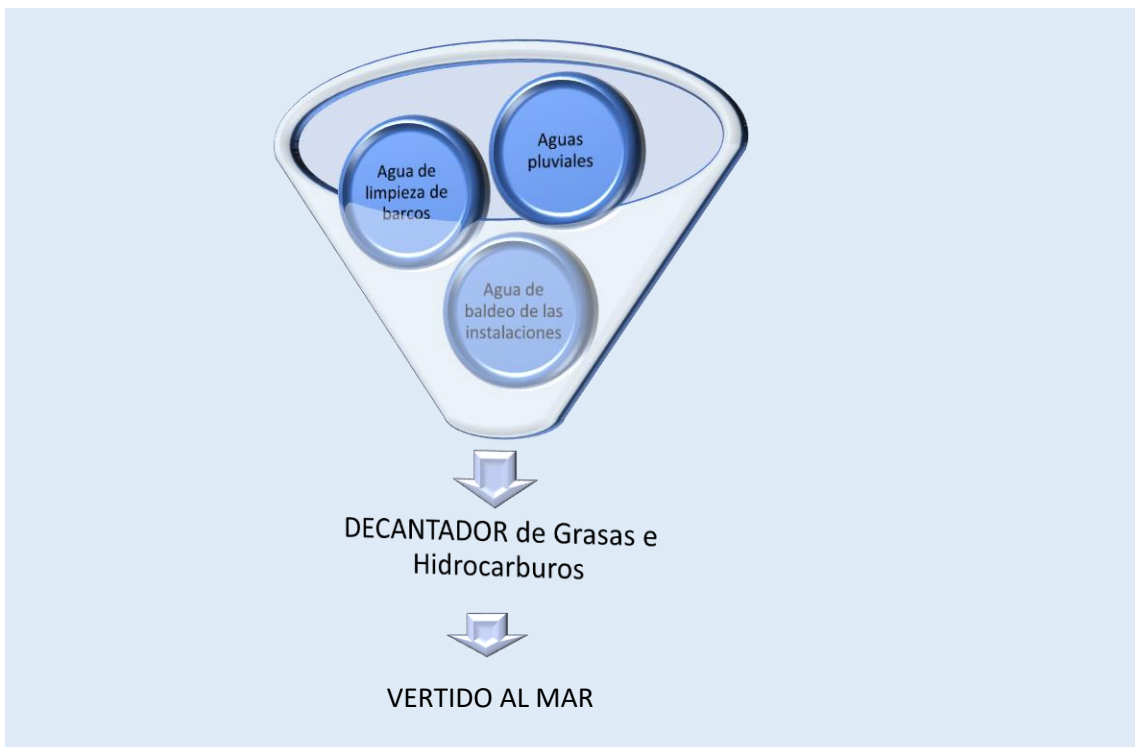 Aguas
pluviales
Agua de
limpieza de
barcos
Agua de
baldeo de las
instalaciones
DECANTADOR de Grasas e
Hidrocarburos
VERTIDO AL MAR